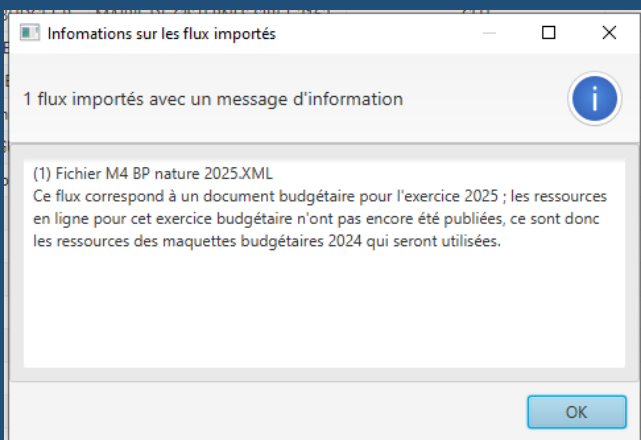 Infomations sur les flux importés
1 flux importés avec un message d'information
(1) Fichier M4 BP nature 2025.XML
Ce flux correspond à un document budgétaire pour l'exercice 2025 ; les ressources
en ligne pour cet exercice budgétaire n'ont pas encore été publiées, ce sont donc
les ressources des maquettes budgétaires 2024 qui seront utilisées.
OK